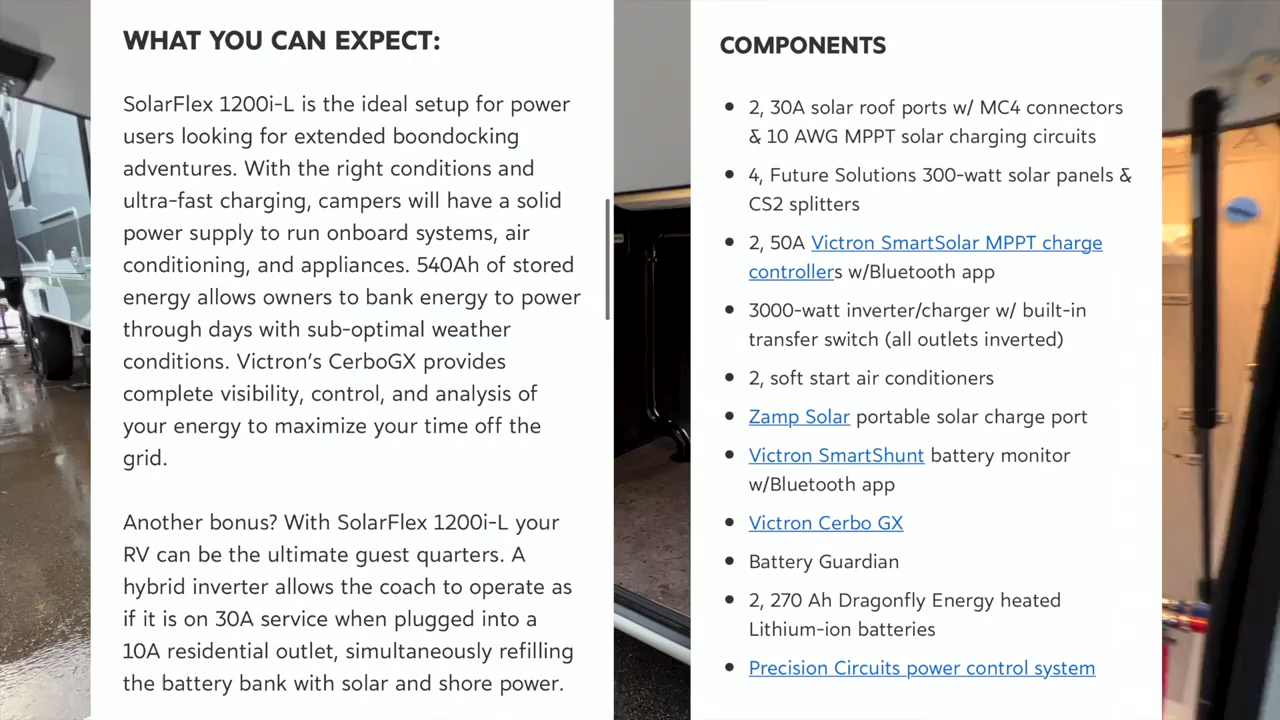 WHAT YOU CAN EXPECT:
SolarFlex 1200i-L is the ideal setup for power
users looking for extended boondocking
adventures. With the right conditions and
ultra-fast charging, campers will have a solid
power supply to run onboard systems, air
conditioning, and appliances. 540Ah of stored
energy allows owners to bank energy to power
through days with sub-optimal weather
conditions. Victron's CerboGX provides
complete visibility, control, and analysis of
your energy to maximize your time off the
grid.
Another bonus? With SolarFlex 1200i-L your
RV can be the ultimate guest quarters. A
hybrid inverter allows the coach to operate as
if it is on 30A service when plugged into a
10A residential outlet, simultaneously refilling
the battery bank with solar and shore power.
COMPONENTS
• 2, 30A solar roof ports w/ MC4 connectors
& 10 AWG MPPT solar charging circuits
• 4, Future Solutions 300-watt solar panels &
CS2 splitters
• 2, 50A Victron SmartSolar MPPT charge
controllers w/Bluetooth app
• 3000-watt inverter/charger w/ built-in
transfer switch (all outlets inverted)
• 2, soft start air conditioners
• Zamp Solar portable solar charge port
• Victron SmartShunt battery monitor
w/Bluetooth app
• Victron Cerbo GX
• Battery Guardian
• 2, 270 Ah Dragonfly Energy heated
Lithium-ion batteries
• Precision Circuits power control system